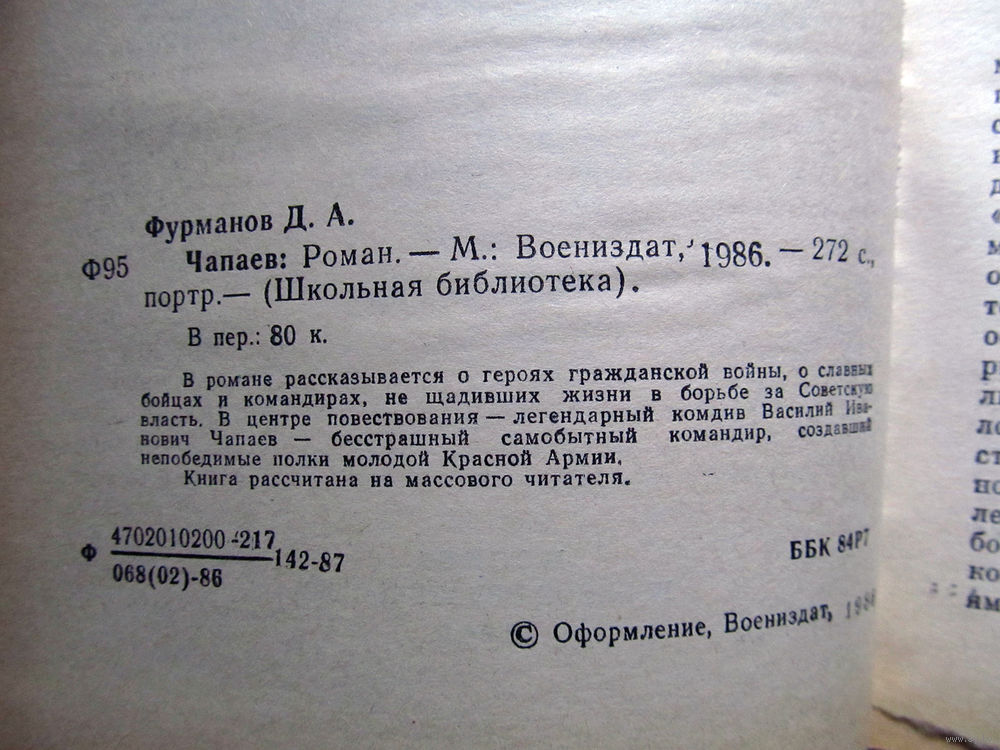 Фурманов Д. А.
Ф95 Чапаев: Роман. — М.: Воениздат, 1986. — 272 с.,
портр.— (Школьная библиотека).
В пер.: 80 к.
В романе рассказывается о героях гражданской войны, о славных
бойцах и командирах, не щадивших жизни в борьбе за Советскую
власть. В центре повествования — легендарный комдив Василий Ива-
нович Чапаев — бесстрашный самобытный командир, создавший
непобедимые полки молодой Красной Армии.
Книга рассчитана на массового читателя.
Ф 4702010200-217
068(02)-86
142-87
ББК 84Р7
© Оформление, Воениздат, 1986